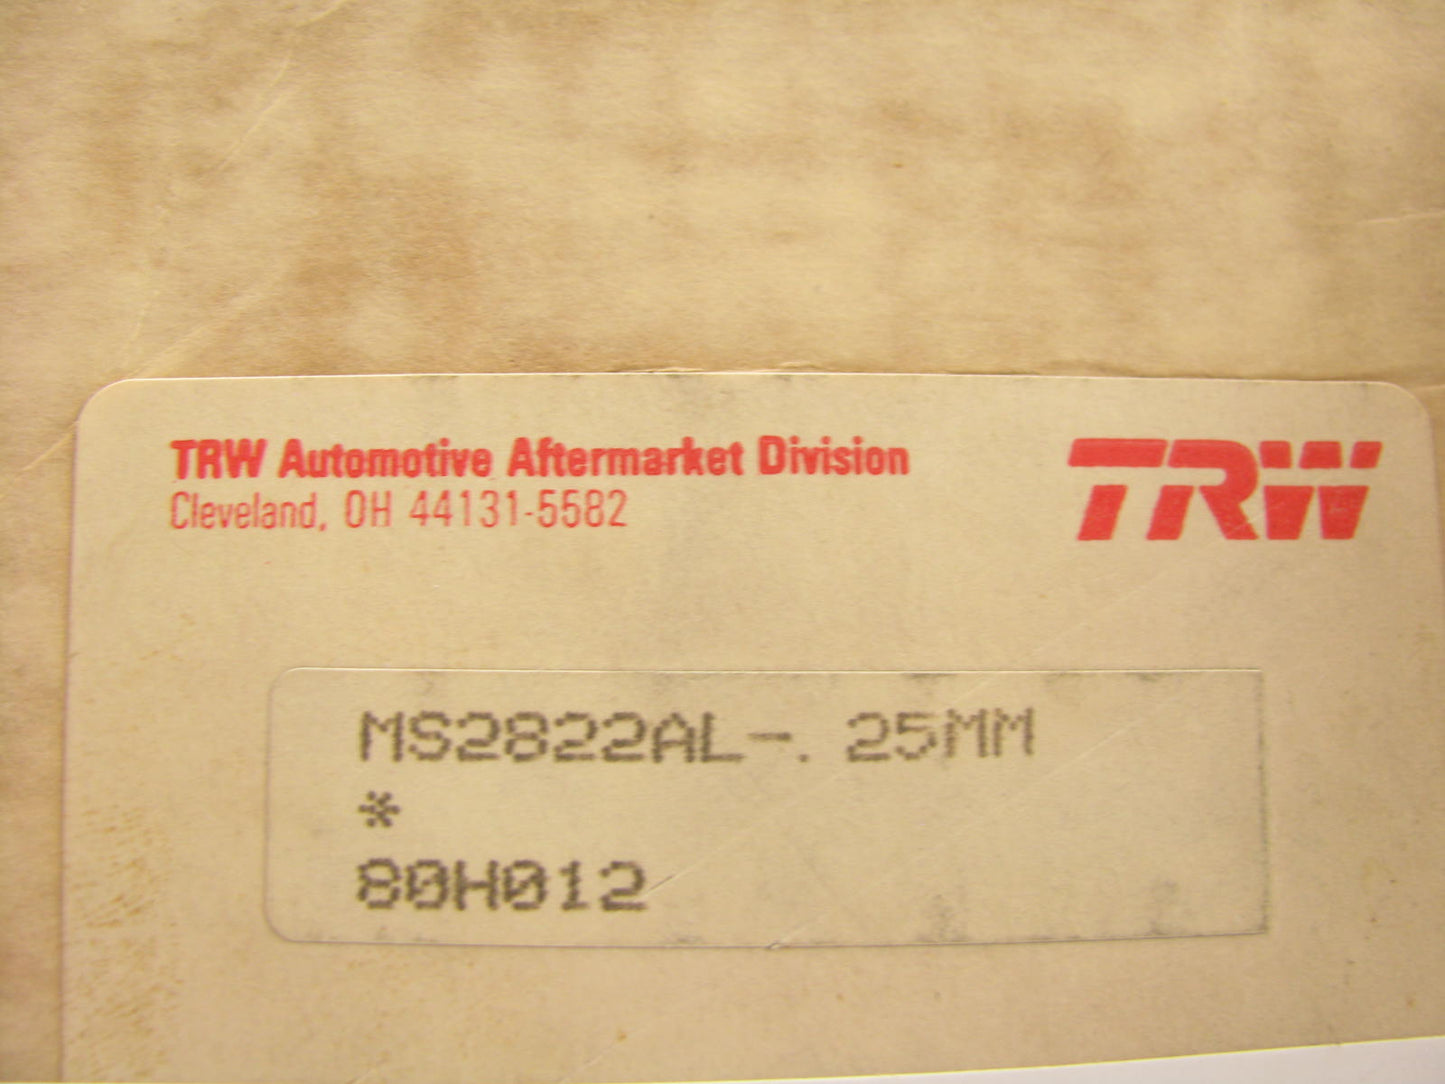 TRW Automotive Aftermarket Division
Cleveland, OH 44131-5582
TRW
MS2822AL-.25MM
*
80H012